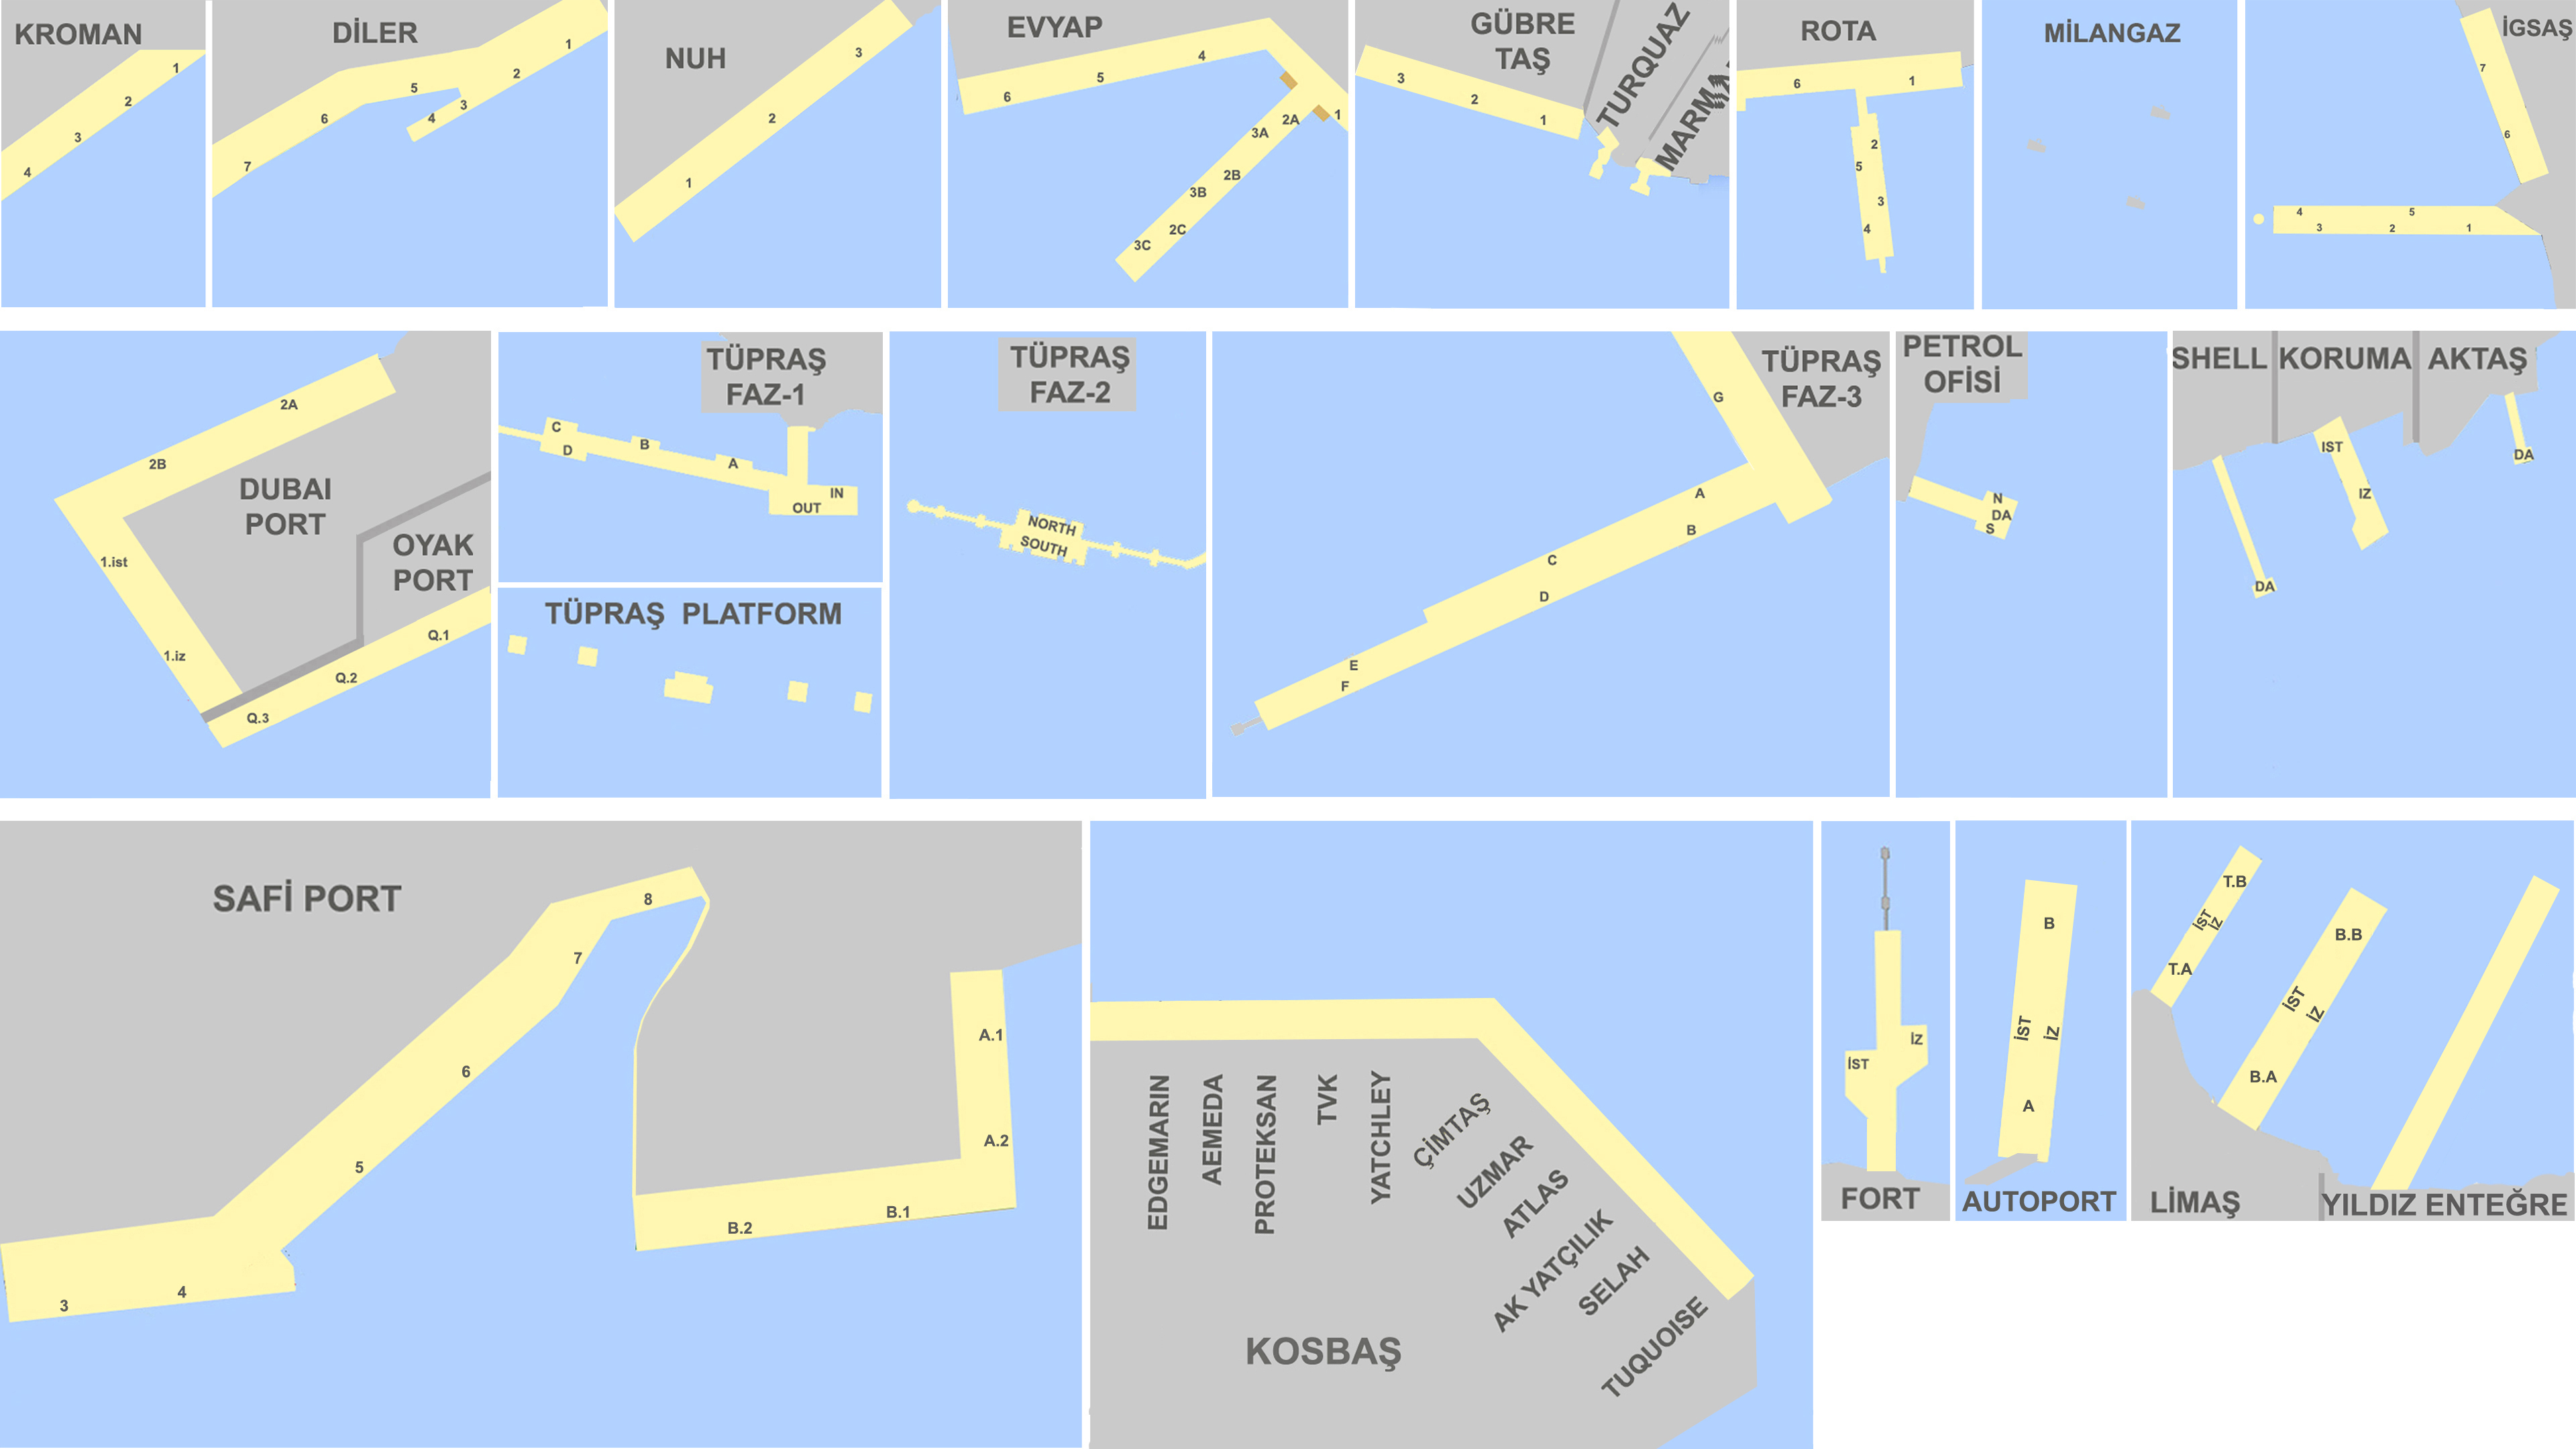 KROMAN
1
2
3
4
DİLER
1
2
5
3
4
6
7
NUH
3
2
1
EVYAP
4
5
6
1
2A
3A
2B
3B
2C
3C
GÜBRE
TAŞ
3
2
1
TURQUAZ
ROTA
6
1
2
5
3
4
MİLANGAZ
İGSAŞ
7
6
4 5
3 2 1
2A
2B
DUBAI
PORT
1.ist
1.iz
OYAK
PORT
Q.1
Q.2
Q.3
TÜPRAŞ
FAZ-1
C
D
B
A
IN
OUT
TÜPRAŞ PLATFORM
TÜPRAŞ
FAZ-2
NORTH
SOUTH
TÜPRAŞ
FAZ-3
G
A
B
C
D
E
F
PETROL
OFİSİ
N
DA
S
SHELL
KORUMA
AKTAŞ
IST
IZ
DA
DA
SAFİ PORT
8
7
6
5
4
3
A.1
A.2
B.1
B.2
EDGEMARIN
AEMEDA
PROTEKSAN
TVK
YATCHLEY
ÇİMTAŞ
UZMAR
ATLAS
AK YATÇILIK
SELAH
TUQUOISE
KOSBAŞ
İZ
İST
FORT
B
İST
İZ
A
AUTOPORT
T.B
İST
İZ
T.A
B.B
İST
İZ
B.A
LİMAŞ
YILDIZ ENTEĞRE